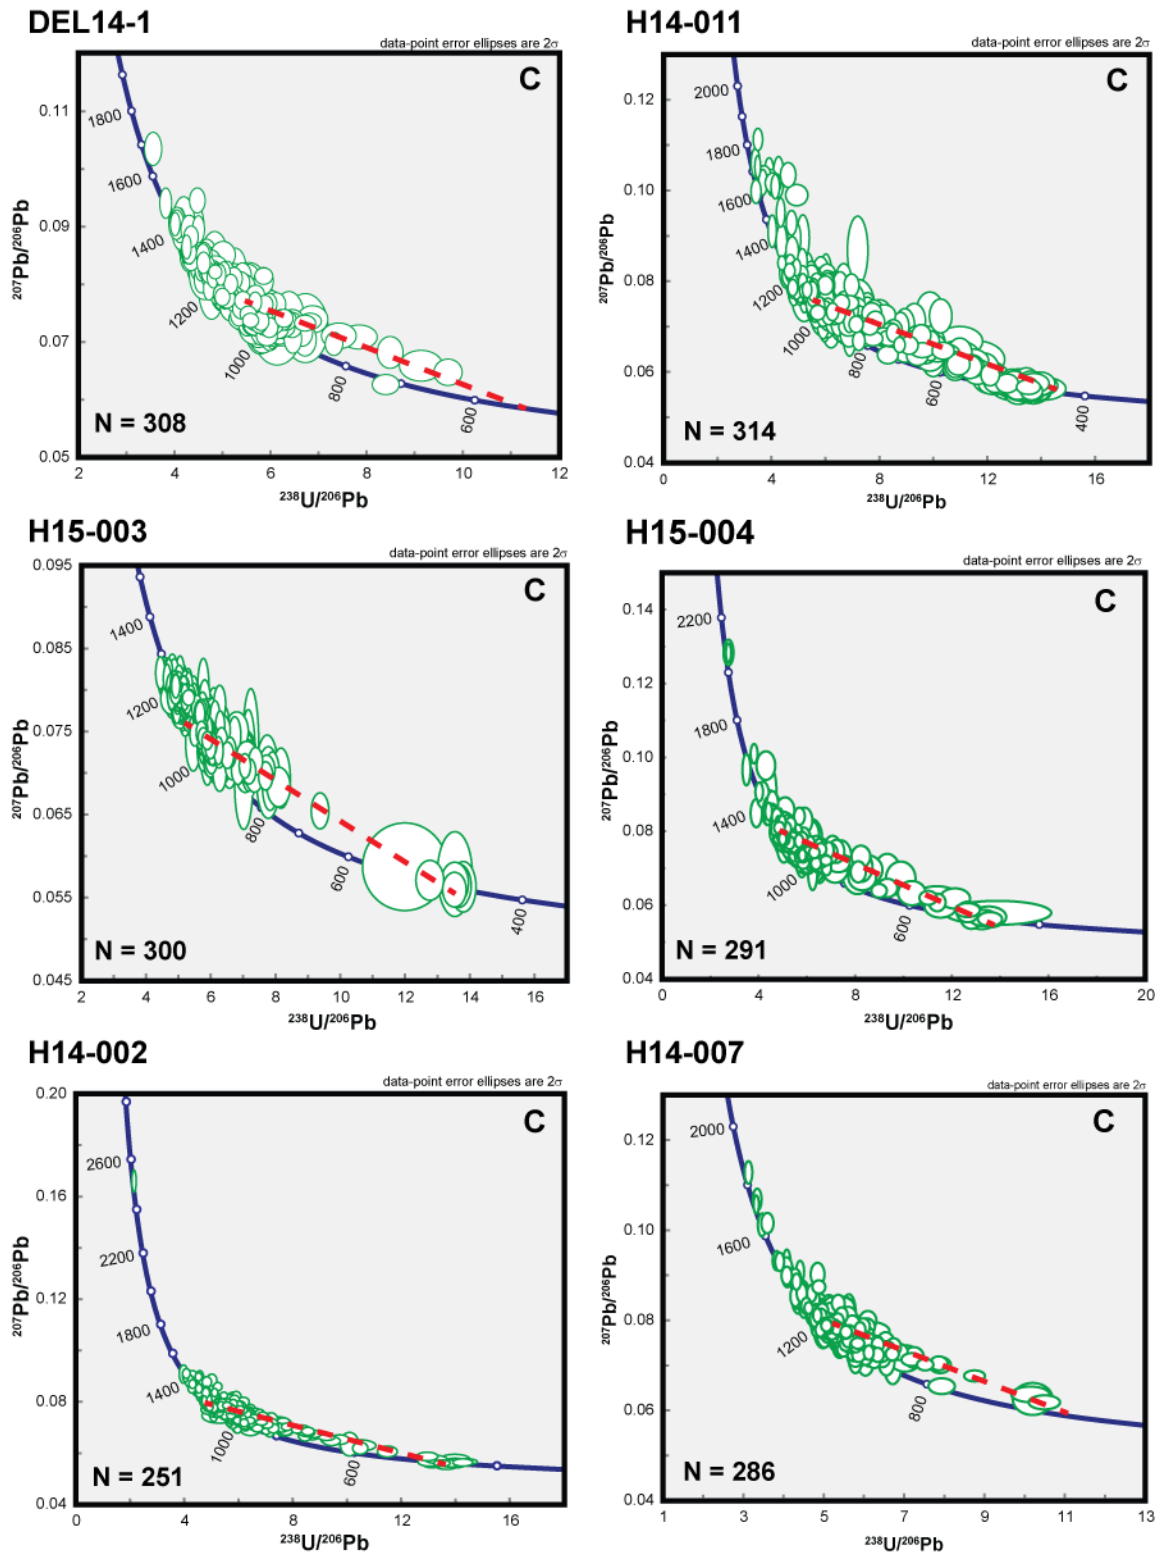 DEL14-1
data-point error ellipses are 2σ
C
0.11
0.09
0.07
0.05
1800
1600
1400
1200
1000
800
600
N = 308
2 4 6 8 10 12
207Pb/206Pb
238U/206Pb
H14-011
data-point error ellipses are 2σ
C
0.12
0.10
0.08
0.06
0.04
2000
1800
1600
1400
1200
1000
800
600
400
N = 314
0 4 8 12 16
207Pb/206Pb
238U/206Pb
H15-003
data-point error ellipses are 2σ
C
0.095
0.085
0.075
0.065
0.055
0.045
1400
1200
1000
800
600
400
N = 300
2 4 6 8 10 12 14 16
207Pb/206Pb
238U/206Pb
H15-004
data-point error ellipses are 2σ
C
0.14
0.12
0.10
0.08
0.06
0.04
2200
1800
1400
1000
600
N = 291
0 4 8 12 16 20
207Pb/206Pb
238U/206Pb
H14-002
data-point error ellipses are 2σ
C
0.20
0.16
0.12
0.08
0.04
2600
2200
1800
1400
1000
600
N = 251
0 4 8 12 16
207Pb/206Pb
238U/206Pb
H14-007
data-point error ellipses are 2σ
C
0.12
0.10
0.08
0.06
0.04
2000
1600
1200
800
N = 286
1 3 5 7 9 11 13
207Pb/206Pb
238U/206Pb